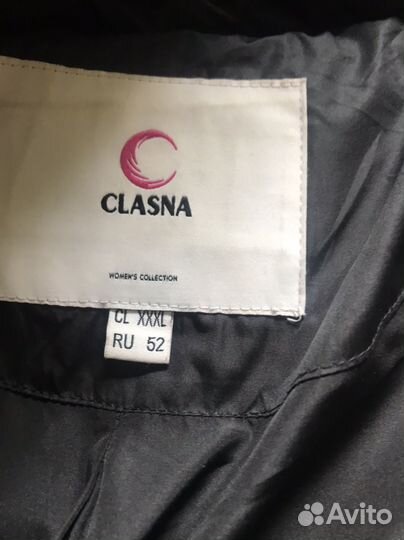 CLASNA
WOMEN'S COLLECTION
CL XXXL
RU 52
Avito